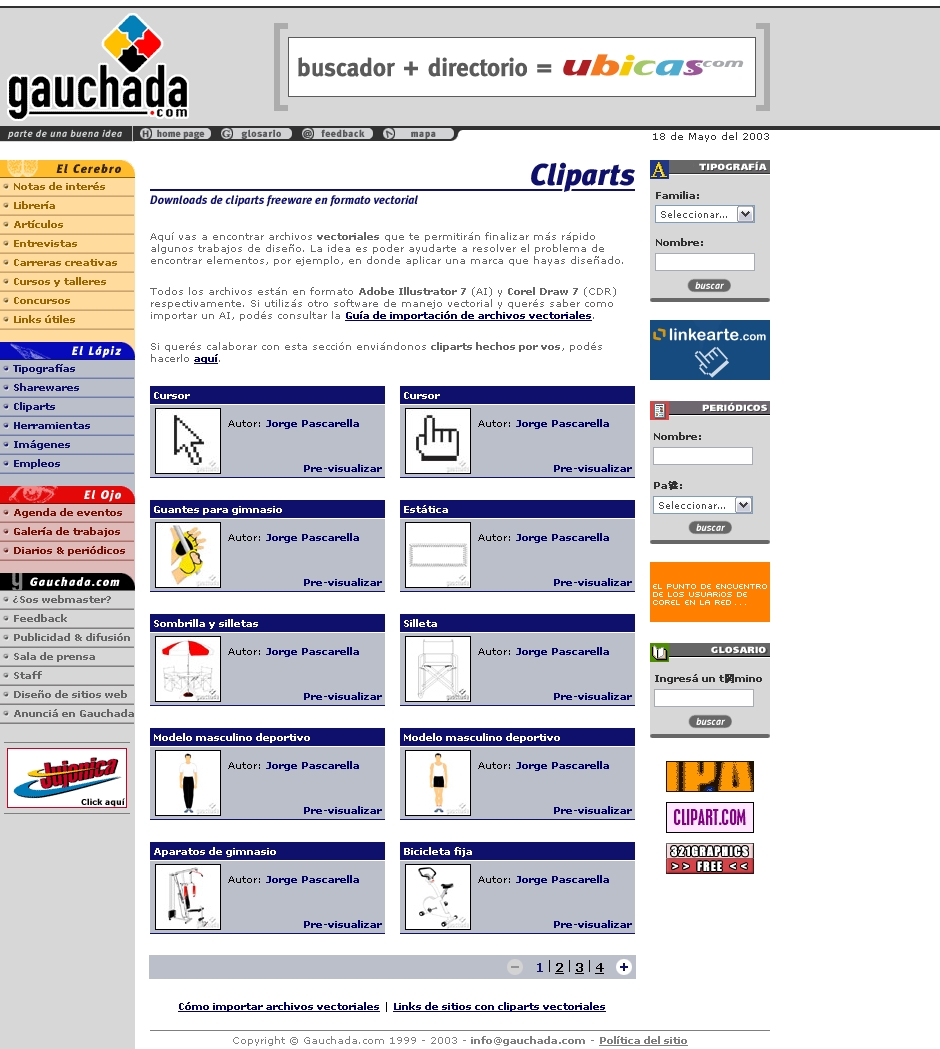 gauchada
.com
buscador + directorio = ubicas.com
parte de una buena idea
home page
glosario
feedback
mapa
18 de Mayo del 2003
El Cerebro
Notas de interés
Librería
Artículos
Entrevistas
Carreras creativas
Cursos y talleres
Concursos
Links útiles
El Lápiz
Tipografías
Sharewares
Cliparts
Herramientas
Imágenes
Empleos
El Ojo
Agenda de eventos
Galería de trabajos
Diarios & periódicos
Gauchada.com
¿Sos webmaster?
Feedback
Publicidad & difusión
Sala de prensa
Staff
Diseño de sitios web
Anunciá en Gauchada
Jujonica
Click aquí
Cliparts
Downloads de cliparts freeware en formato vectorial
Aquí vas a encontrar archivos vectoriales que te permitirán finalizar más rápido
algunos trabajos de diseño. La idea es poder ayudarte a resolver el problema de
encontrar elementos, por ejemplo, en donde aplicar una marca que hayas diseñado.
Todos los archivos están en formato Adobe Illustrator 7 (AI) y Corel Draw 7 (CDR)
respectivamente. Si utilizás otro software de manejo vectorial y querés saber como
importar un AI, podés consultar la Guía de importación de archivos vectoriales.
Si querés calaborar con esta sección enviándonos cliparts hechos por vos, podés
hacerlo aquí.
Cursor
Autor: Jorge Pascarella
Pre-visualizar
Cursor
Autor: Jorge Pascarella
Pre-visualizar
Guantes para gimnasio
Autor: Jorge Pascarella
Pre-visualizar
Estática
Autor: Jorge Pascarella
Pre-visualizar
Sombrilla y silletas
Autor: Jorge Pascarella
Pre-visualizar
Silleta
Autor: Jorge Pascarella
Pre-visualizar
Modelo masculino deportivo
Autor: Jorge Pascarella
Pre-visualizar
Modelo masculino deportivo
Autor: Jorge Pascarella
Pre-visualizar
Aparatos de gimnasio
Autor: Jorge Pascarella
Pre-visualizar
Bicicleta fija
Autor: Jorge Pascarella
Pre-visualizar
1 | 2 | 3 | 4
Cómo importar archivos vectoriales | Links de sitios con cliparts vectoriales
Copyright © Gauchada.com 1999 - 2003 - info@gauchada.com - Política del sitio
TIPOGRAFÍA
Familia:
Seleccionar...
Nombre:
buscar
linkearte.com
PERIÓDICOS
Nombre:
Seleccionar...
buscar
EL PUNTO DE ENCUENTRO
DE LOS USUARIOS DE
COREL EN LA RED ...
GLOSARIO
Ingresá un
buscar
IPA
CLIPART.COM
321GRAPHICS
>> FREE <<